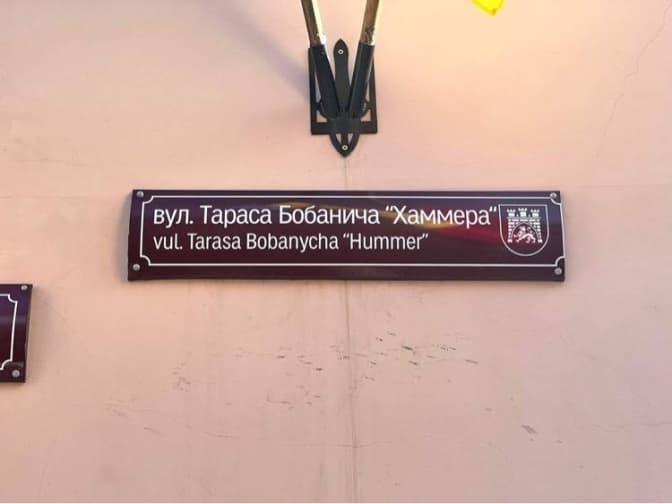 вул. Тараса Бобанича “Хаммера“
vul. Tarasa Bobanycha “Hummer“